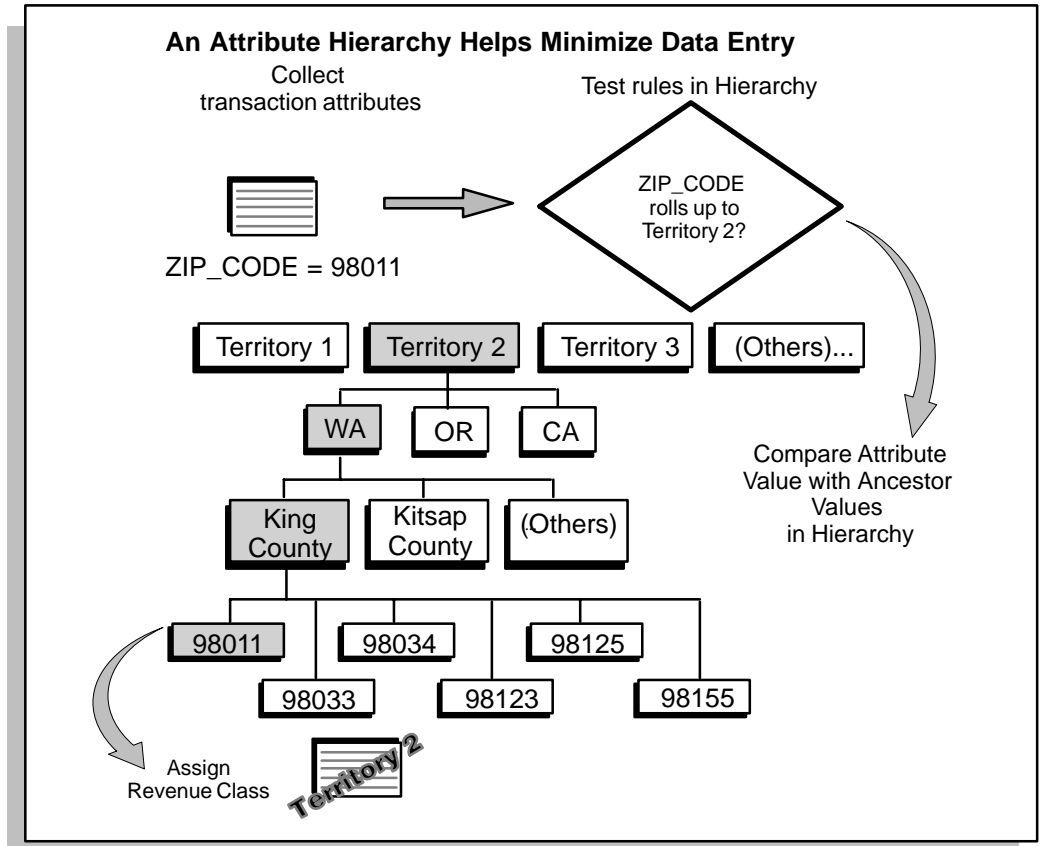 An Attribute Hierarchy Helps Minimize Data Entry
Collect
transaction attributes
Test rules in Hierarchy
ZIP_CODE
rolls up to
Territory 2?
ZIP_CODE = 98011
Territory 1
Territory 2
Territory 3
(Others)...
WA
OR
CA
Compare Attribute
Value with Ancestor
Values
in Hierarchy
King
County
Kitsap
County
(Others)
...
98011
98034
98125
98033
98123
98155
Assign
Revenue Class
Territory 2